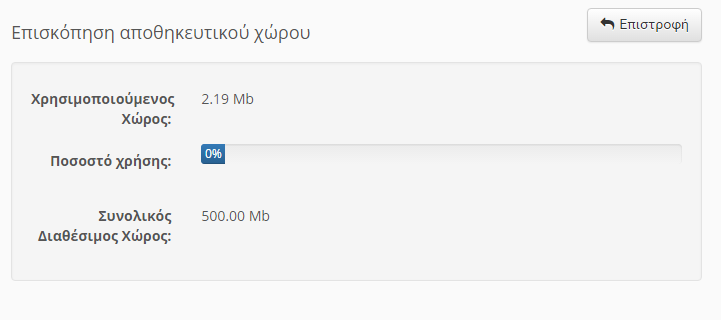 Επισκόπηση αποθηκευτικού χώρου
Επιστροφή
Χρησιμοποιούμενος
Χώρος:
2.19 Mb
Ποσοστό χρήσης:
0%
Συνολικός
Διαθέσιμος Χώρος:
500.00 Mb